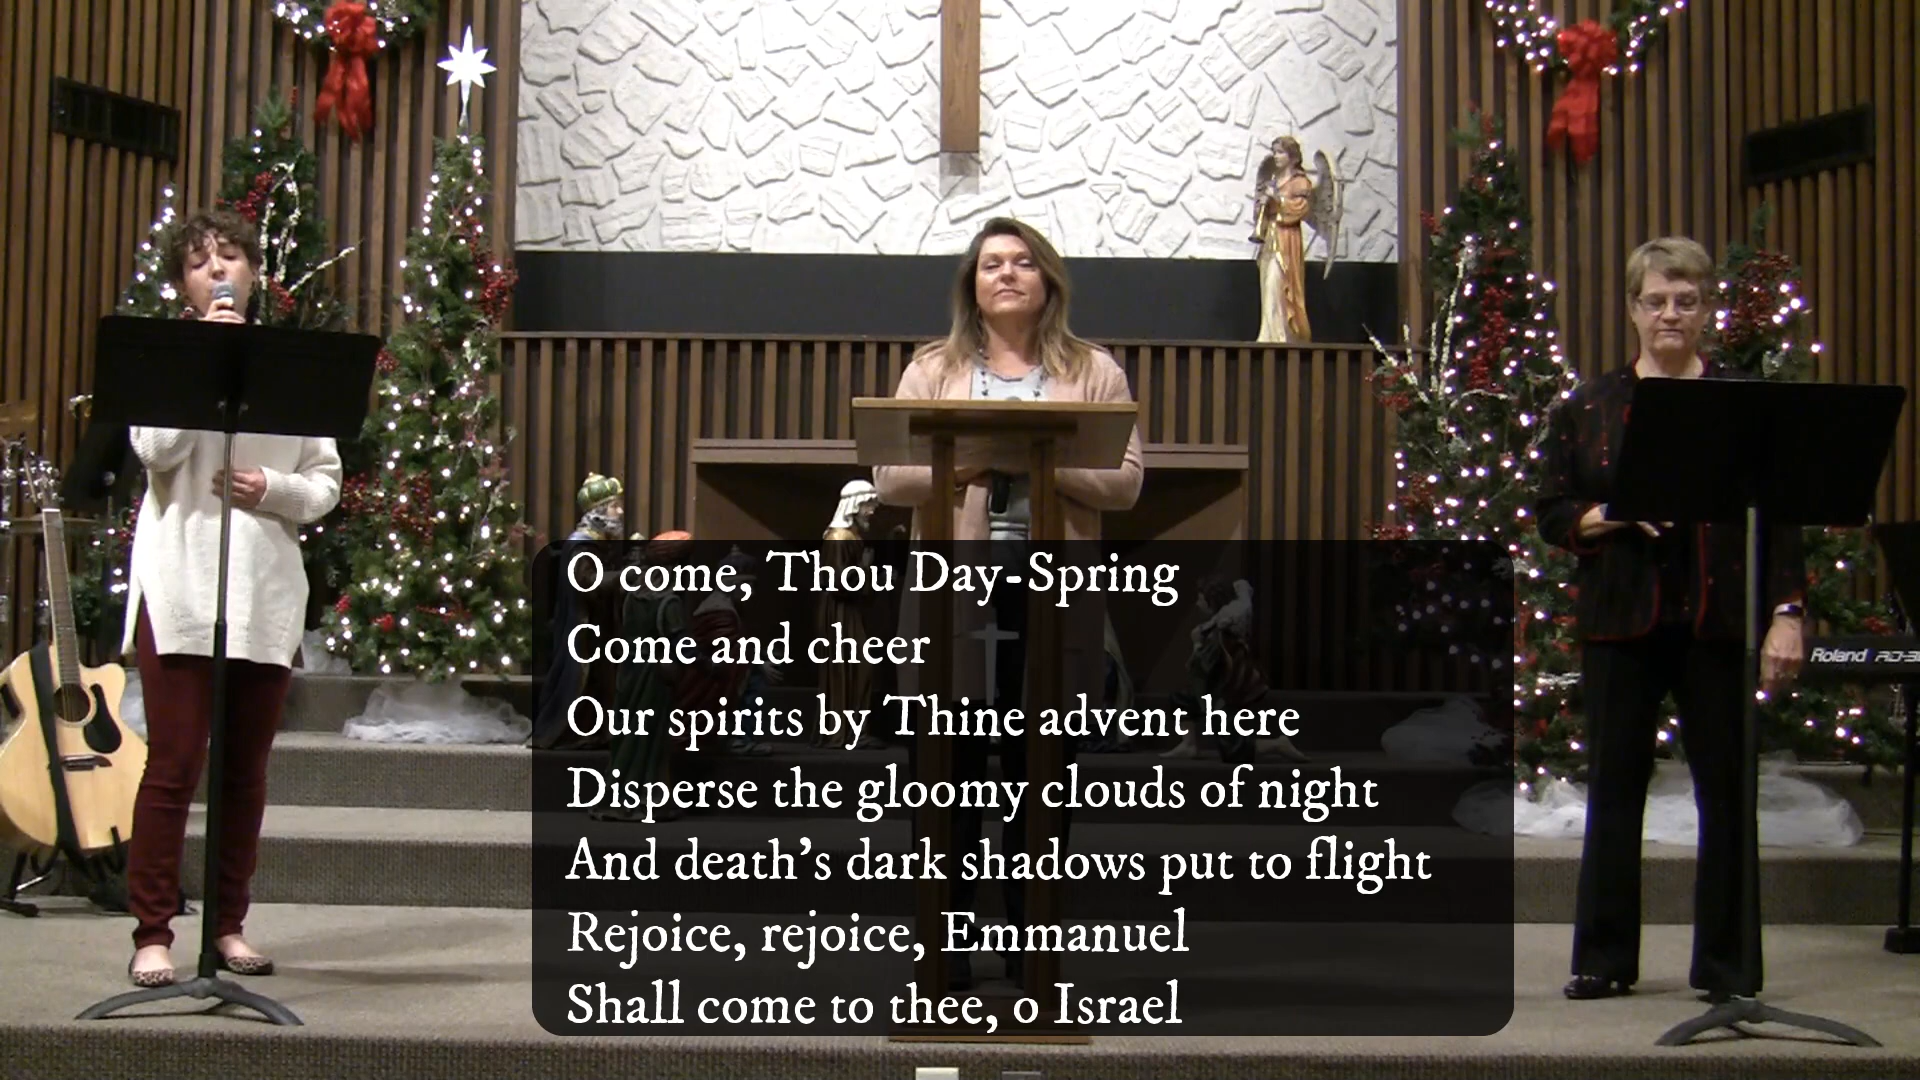 O come, Thou Day-Spring
Come and cheer
Our spirits by Thine advent here
Disperse the gloomy clouds of night
And death's dark shadows put to flight
Rejoice, rejoice, Emmanuel
Shall come to thee, o Israel
Roland